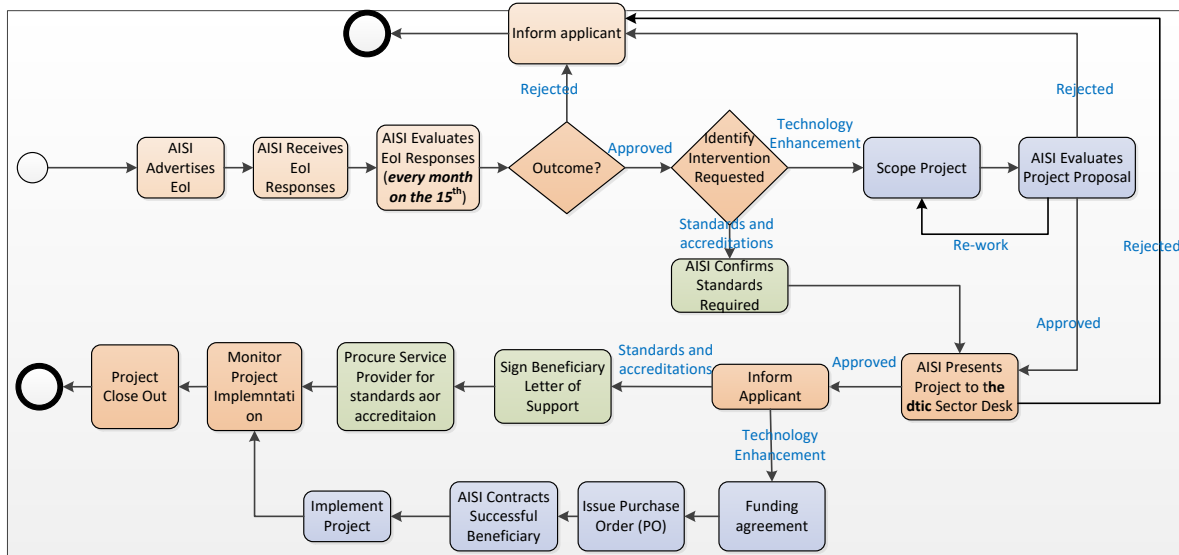 Inform applicant
Rejected
Rejected
AISI
Advertises
EoI
AISI Receives
EoI
Responses
AISI Evaluates
EoI Responses
(every month
on the 15th)
Outcome?
Approved
Identify
Intervention
Requested
Technology
Enhancement
Scope Project
AISI Evaluates
Project Proposal
Re-work
Rejected
Standards and
accreditations
AISI Confirms
Standards
Required
Approved
AISI Presents
Project to the
dtic Sector Desk
Approved
Inform
Applicant
Standards and
accreditations
Sign Beneficiary
Letter of
Support
Procure Service
Provider for
standards aor
accreditaion
Monitor
Project
Implemntati
on
Project
Close Out
Technology
Enhancement
Funding
agreement
Issue Purchase
Order (PO)
AISI Contracts
Successful
Beneficiary
Implement
Project